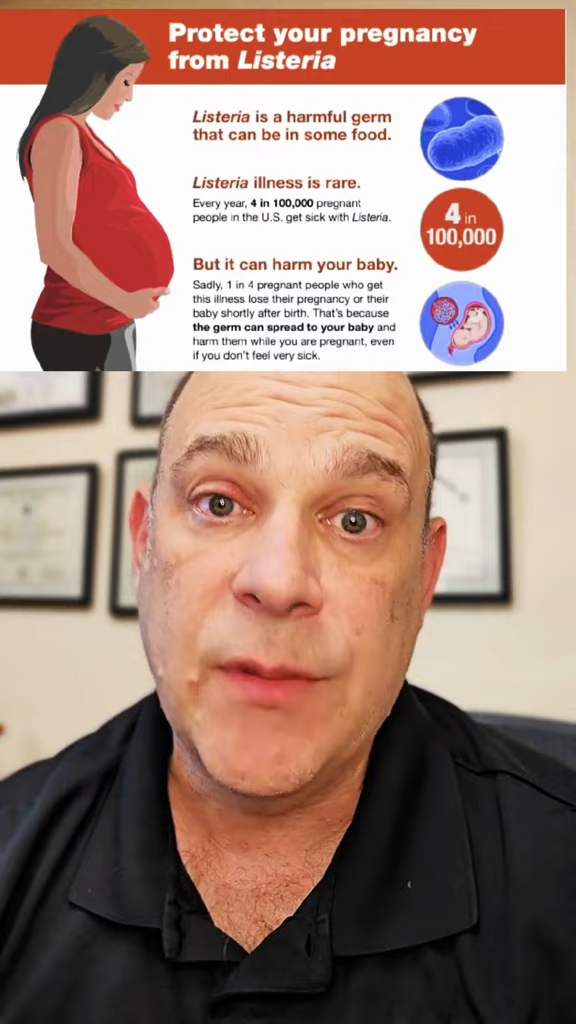 Protect your pregnancy
from Listeria
Listeria is a harmful germ
that can be in some food.
Listeria illness is rare.
Every year, 4 in 100,000 pregnant
people in the U.S. get sick with Listeria.
4 in
100,000
But it can harm your baby.
Sadly, 1 in 4 pregnant people who get
this illness lose their pregnancy or their
baby shortly after birth. That's because
the germ can spread to your baby and
harm them while you are pregnant, even
if you don't feel very sick.